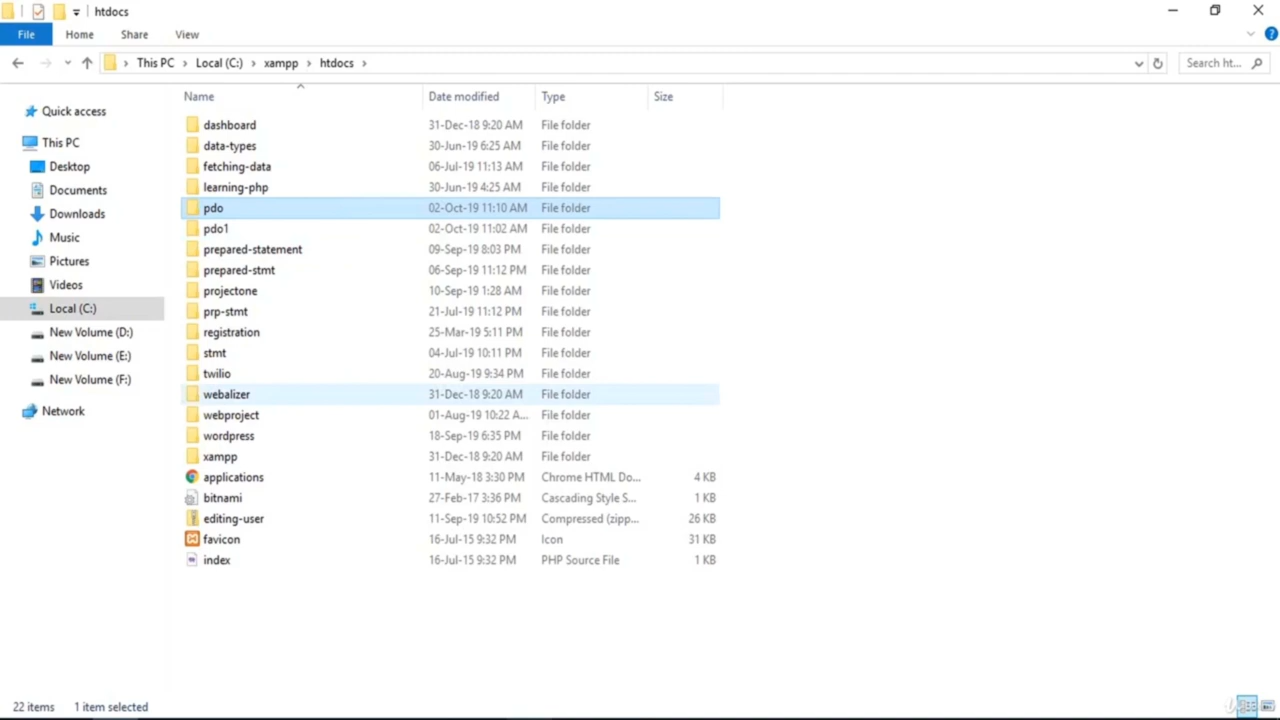 htdocs
File Home Share View
This PC Local (C:) xampp htdocs
Search ht...
Name Date modified Type Size
Quick access
This PC
Desktop
Documents
Downloads
Music
Pictures
Videos
Local (C:)
New Volume (D:)
New Volume (E:)
New Volume (F:)
Network
dashboard 31-Dec-18 9:20 AM File folder
data-types 30-Jun-19 6:25 AM File folder
fetching-data 06-Jul-19 11:13 AM File folder
learning-php 30-Jun-19 4:25 AM File folder
pdo 02-Oct-19 11:10 AM File folder
pdo1 02-Oct-19 11:02 AM File folder
prepared-statement 09-Sep-19 8:03 PM File folder
prepared-stmt 06-Sep-19 11:12 PM File folder
projectone 10-Sep-19 1:28 AM File folder
prp-stmt 21-Jul-19 11:12 PM File folder
registration 25-Mar-19 5:11 PM File folder
stmt 04-Jul-19 10:11 PM File folder
twilio 20-Aug-19 9:34 PM File folder
webalizer 31-Dec-18 9:20 AM File folder
webproject 01-Aug-19 10:22 A... File folder
wordpress 18-Sep-19 6:35 PM File folder
xampp 31-Dec-18 9:20 AM File folder
applications 11-May-18 3:30 PM Chrome HTML Do... 4 KB
bitnami 27-Feb-17 3:36 PM Cascading Style S... 1 KB
editing-user 11-Sep-19 10:52 PM Compressed (zipp... 26 KB
favicon 16-Jul-15 9:32 PM Icon 31 KB
index 16-Jul-15 9:32 PM PHP Source File 1 KB
22 items 1 item selected